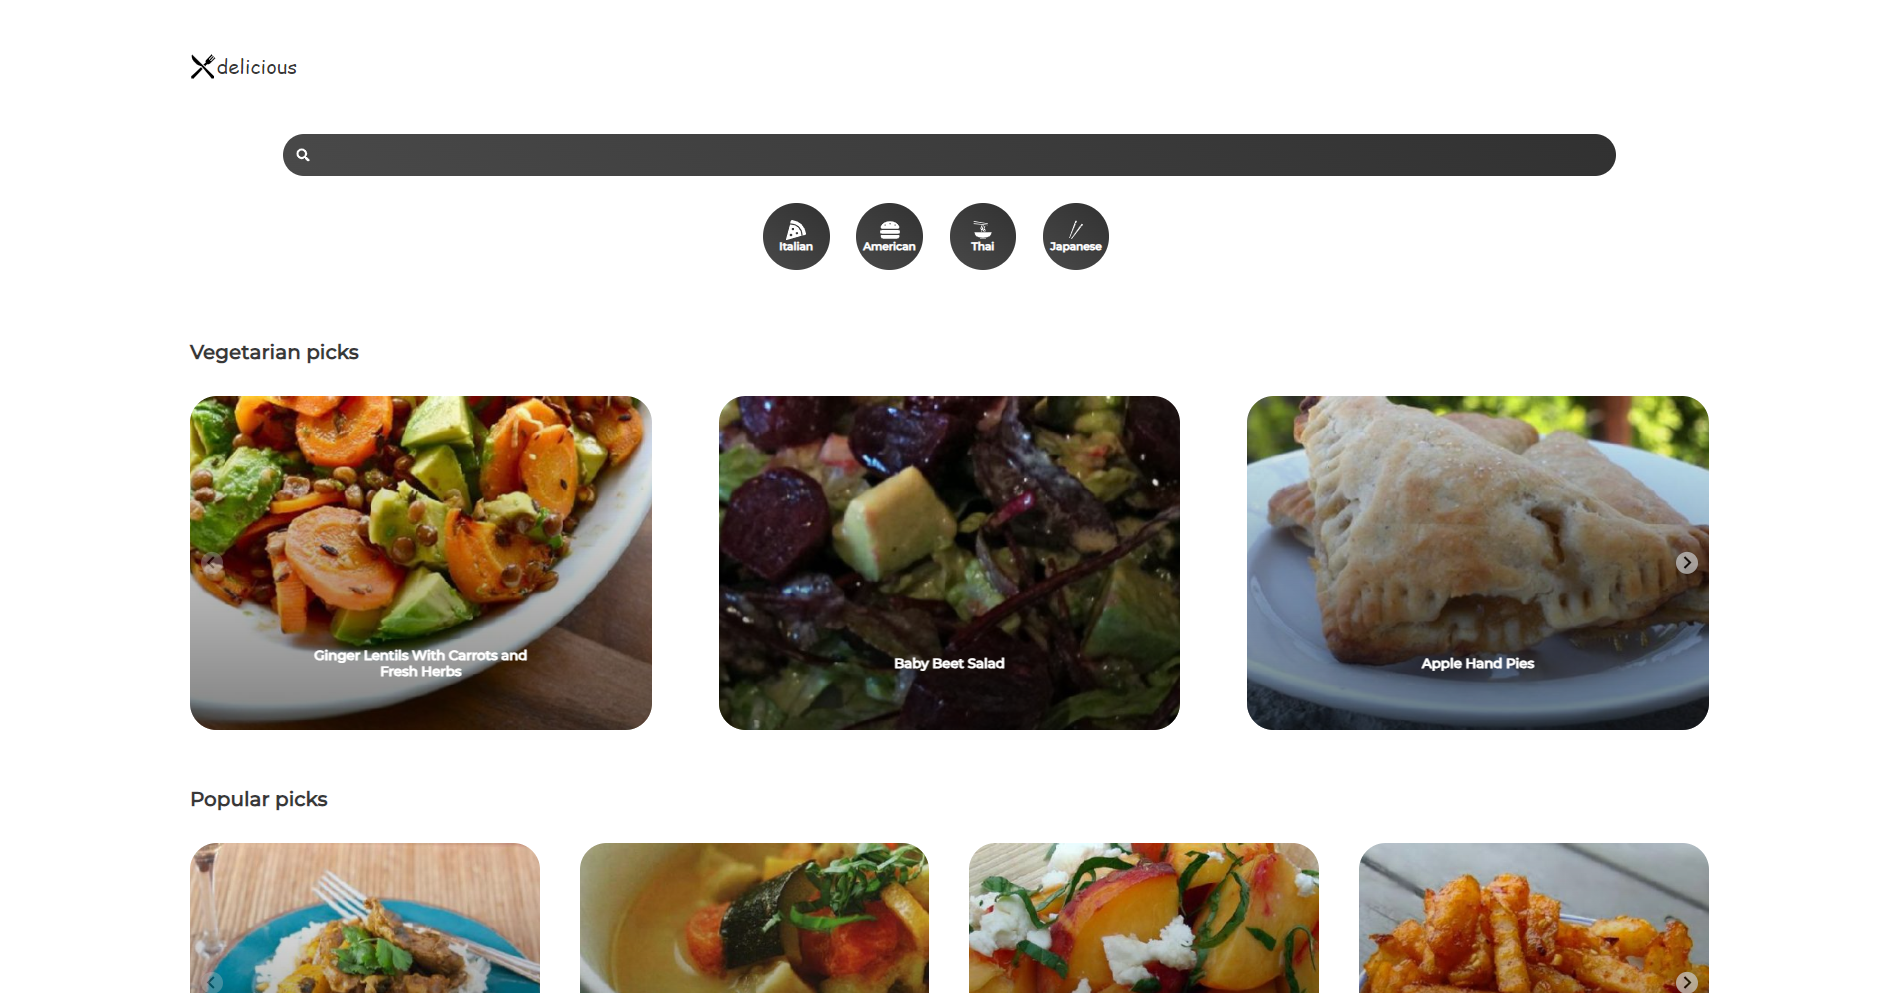 delicious
Italian
American
Thai
Japanese
Vegetarian picks
Ginger Lentils With Carrots and
Fresh Herbs
Baby Beet Salad
Apple Hand Pies
Popular picks